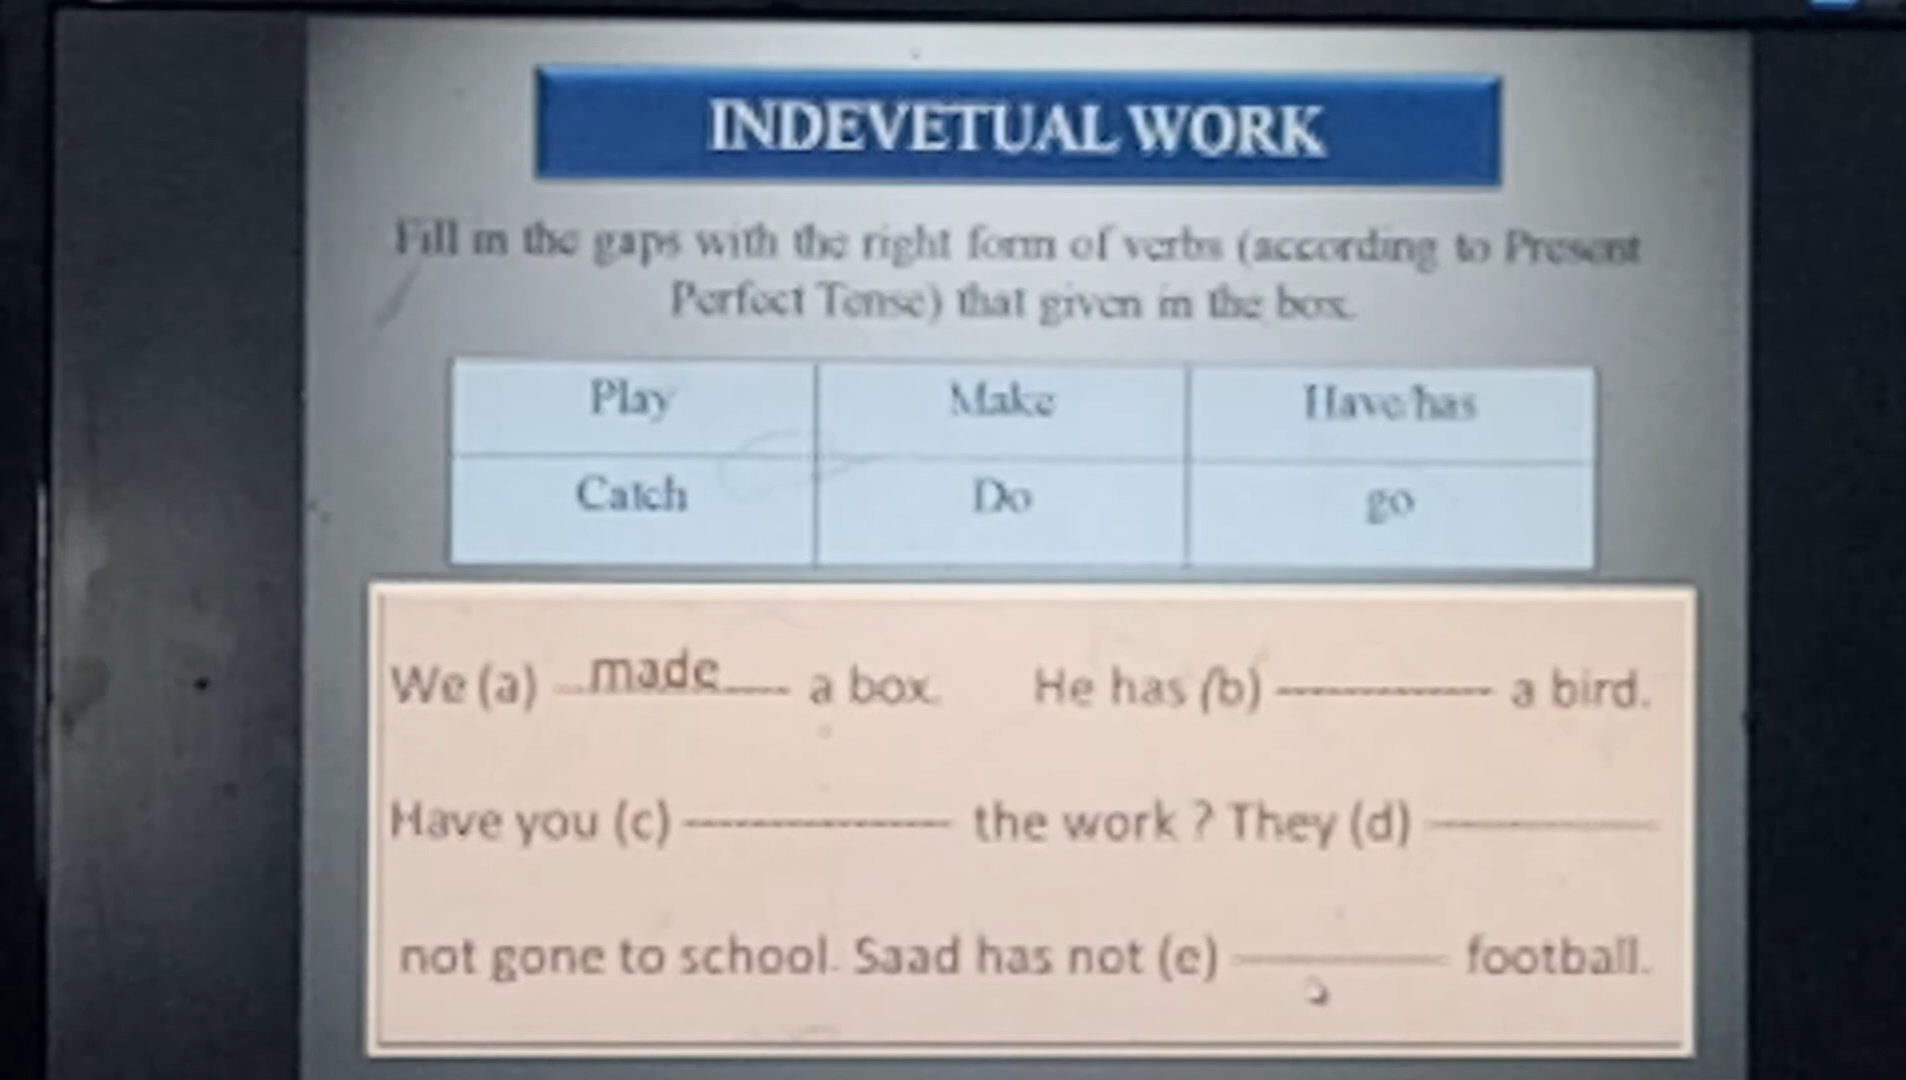 INDEVETUAL WORK
Fill in the gaps with the right form of verbs (according to Present
Perfect Tense) that given in the box.
Play Make Have/has
Catch Do go
We (a) made a box. He has (b) ------------ a bird.
Have you (c) --------------- the work ? They (d) ------------
not gone to school. Saad has not (e) ------------ football.